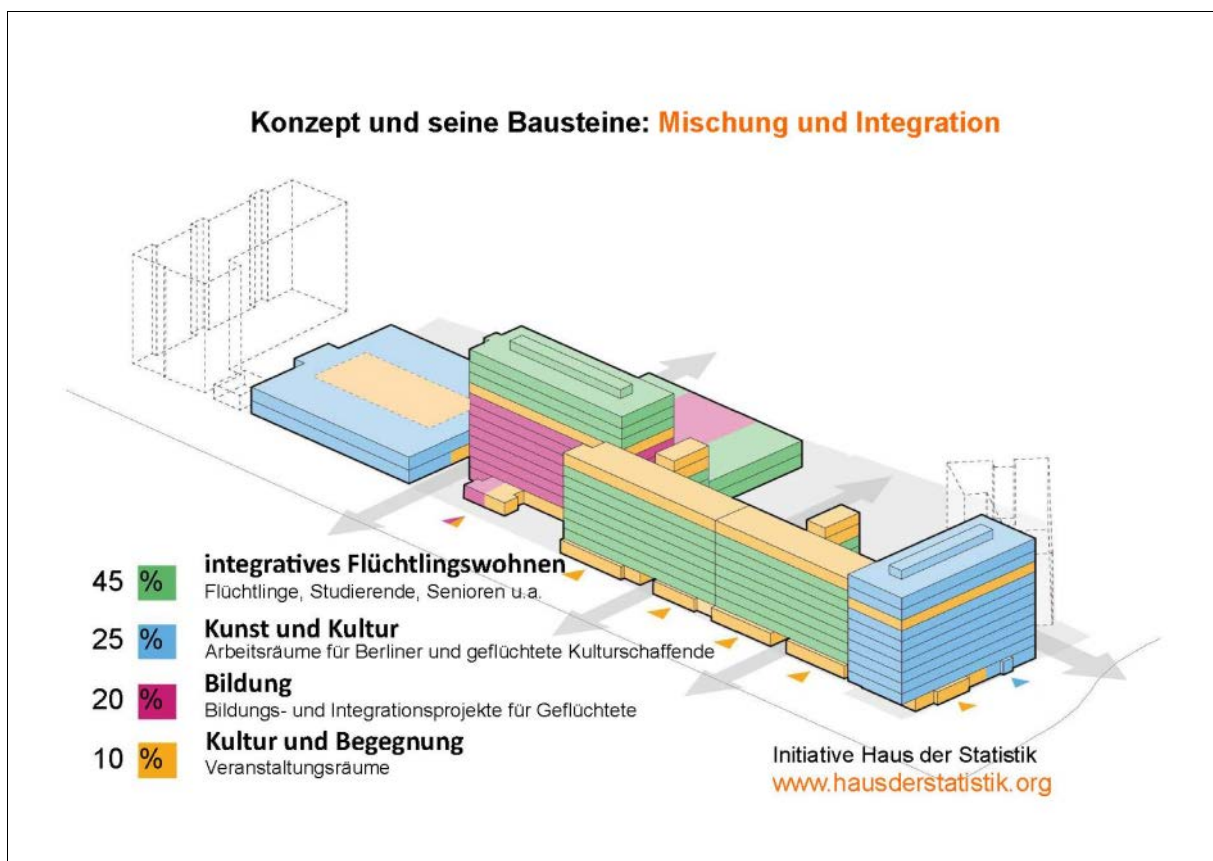 Konzept und seine Bausteine: Mischung und Integration
45 % integratives Flüchtlingswohnen
Flüchtlinge, Studierende, Senioren u.a.
25 % Kunst und Kultur
Arbeitsräume für Berliner und geflüchtete Kulturschaffende
20 % Bildung
Bildungs- und Integrationsprojekte für Geflüchtete
10 % Kultur und Begegnung
Veranstaltungsräume
Initiative Haus der Statistik
www.hausderstatistik.org